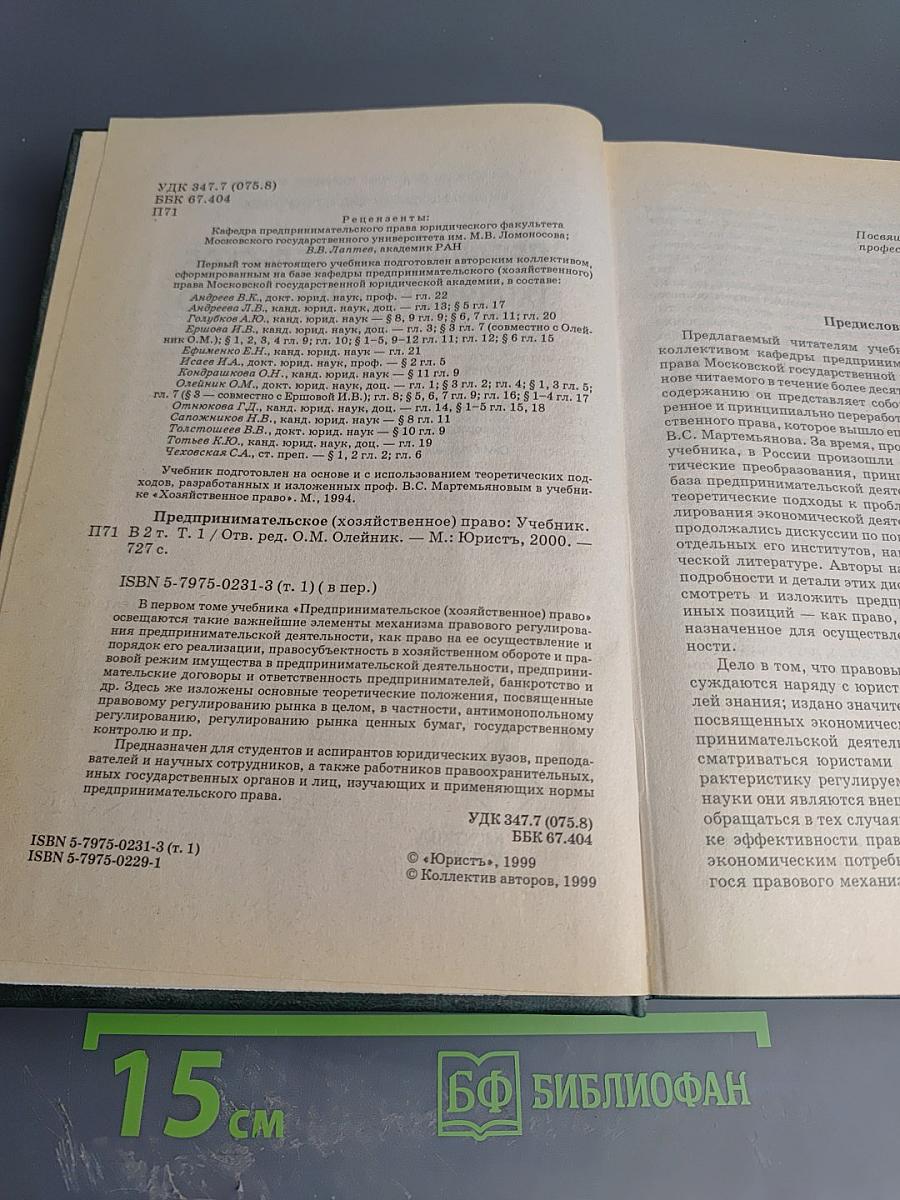 УДК 347.7 (075.8)
ББК 67.404
П71
Рецензенты:
Кафедра предпринимательского права юридического факультета
Московского государственного университета им. М.В. Ломоносова;
В.В. Лаптев, академик РАН
Первый том настоящего учебника подготовлен авторским коллективом,
сформированным на базе кафедры предпринимательского (хозяйственного)
права Московской государственной юридической академии, в составе:
Андреев В.К., докт. юрид. наук, проф. — гл. 22
Андреева Л.В., канд. юрид. наук, доц. — гл. 13; § 5 гл. 17
Голубков А.Ю., канд. юрид. наук — § 8, 9 гл. 9; § 6, 7 гл. 11; гл. 20
Ершова И.В., канд. юрид. наук, доц. — гл. 3; § 3 гл. 7 (совместно с Олей-
ник О.М.); § 1, 2, 3, 4 гл. 9; гл. 10; § 1–5, 9–12 гл. 11; гл. 12; § 6 гл. 15
Ефименко Е.Н., канд. юрид. наук — гл. 21
Исаев И.А., докт. юрид. наук, проф. — § 2 гл. 5
Кондрашкова О.Н., канд. юрид. наук — § 11 гл. 9
Олейник О.М., докт. юрид. наук, доц. — гл. 1; § 3 гл. 2; гл. 4; § 1, 3 гл. 5;
гл. 7 (§ 3 — совместно с Ершовой И.В.); гл. 8; § 5, 6, 7 гл. 9; гл. 16; § 1–4 гл. 17
Отнюкова Г.Д., канд. юрид. наук, доц. — гл. 14, § 1–5 гл. 15, 18
Сапожников Н.В., канд. юрид. наук — § 8 гл. 11
Толстошеев В.В., докт. юрид. наук — § 10 гл. 9
Тотьев К.Ю., канд. юрид. наук, доц. — гл. 19
Чеховская С.А., ст. преп. — § 1, 2 гл. 2; гл. 6
Учебник подготовлен на основе и с использованием теоретических под-
ходов, разработанных и изложенных проф. В.С. Мартемьяновым в учебни-
ке «Хозяйственное право». М., 1994.
Предпринимательское (хозяйственное) право: Учебник.
П71 В 2 т. Т. 1 / Отв. ред. О.М. Олейник. — М.: Юристъ, 2000. —
727 с.
ISBN 5-7975-0231-3 (т. 1) ( в пер.)
В первом томе учебника «Предпринимательское (хозяйственное) право»
освещаются такие важнейшие элементы механизма правового регулирова-
ния предпринимательской деятельности, как право на ее осуществление и
порядок его реализации, правосубъектность в хозяйственном обороте и пра-
вовой режим имущества в предпринимательской деятельности, предприни-
мательские договоры и ответственность предпринимателей, банкротство и
др. Здесь же изложены основные теоретические положения, посвященные
правовому регулированию рынка в целом, в частности, антимонопольному
регулированию, регулированию рынка ценных бумаг, государственному
контролю и пр.
Предназначен для студентов и аспирантов юридических вузов, препода-
вателей и научных сотрудников, а также работников правоохранительных,
иных государственных органов и лиц, изучающих и применяющих нормы
предпринимательского права.
УДК 347.7 (075.8)
ББК 67.404
ISBN 5-7975-0231-3 (т. 1)
ISBN 5-7975-0229-1
© «Юристъ», 1999
© Коллектив авторов, 1999
Посвящ
профес
Предислов
Предлагаемый читателям учебн
коллективом кафедры предприним
права Московской государственной
нове читаемого в течение более десят
содержанию он представляет собо
ренное и принципиально переработ
ственного права, которое вышло ещ
В.С. Мартемьянова. За время, про
учебника, в России произошли
тические преобразования, прин
база предпринимательской деяте
теоретические подходы к пробл
лирования экономической деяте
продолжались дискуссии по пов
отдельных его институтов, наш
ческой литературе. Авторы на
подробности и детали этих дис
смотреть и изложить предпр
иных позиций — как право,
назначенное для осуществле
ности.
Дело в том, что правовы
суждаются наряду с юрист
лей знания; издано значите
посвященных экономичес
принимательской деятель
сматриваться юристами
рактеристику регулируем
науки они являются внеш
обращаться в тех случая
ке эффективности прав
экономическим потребн
гося правового механиз
15 см
БФ БИБЛИОФАН